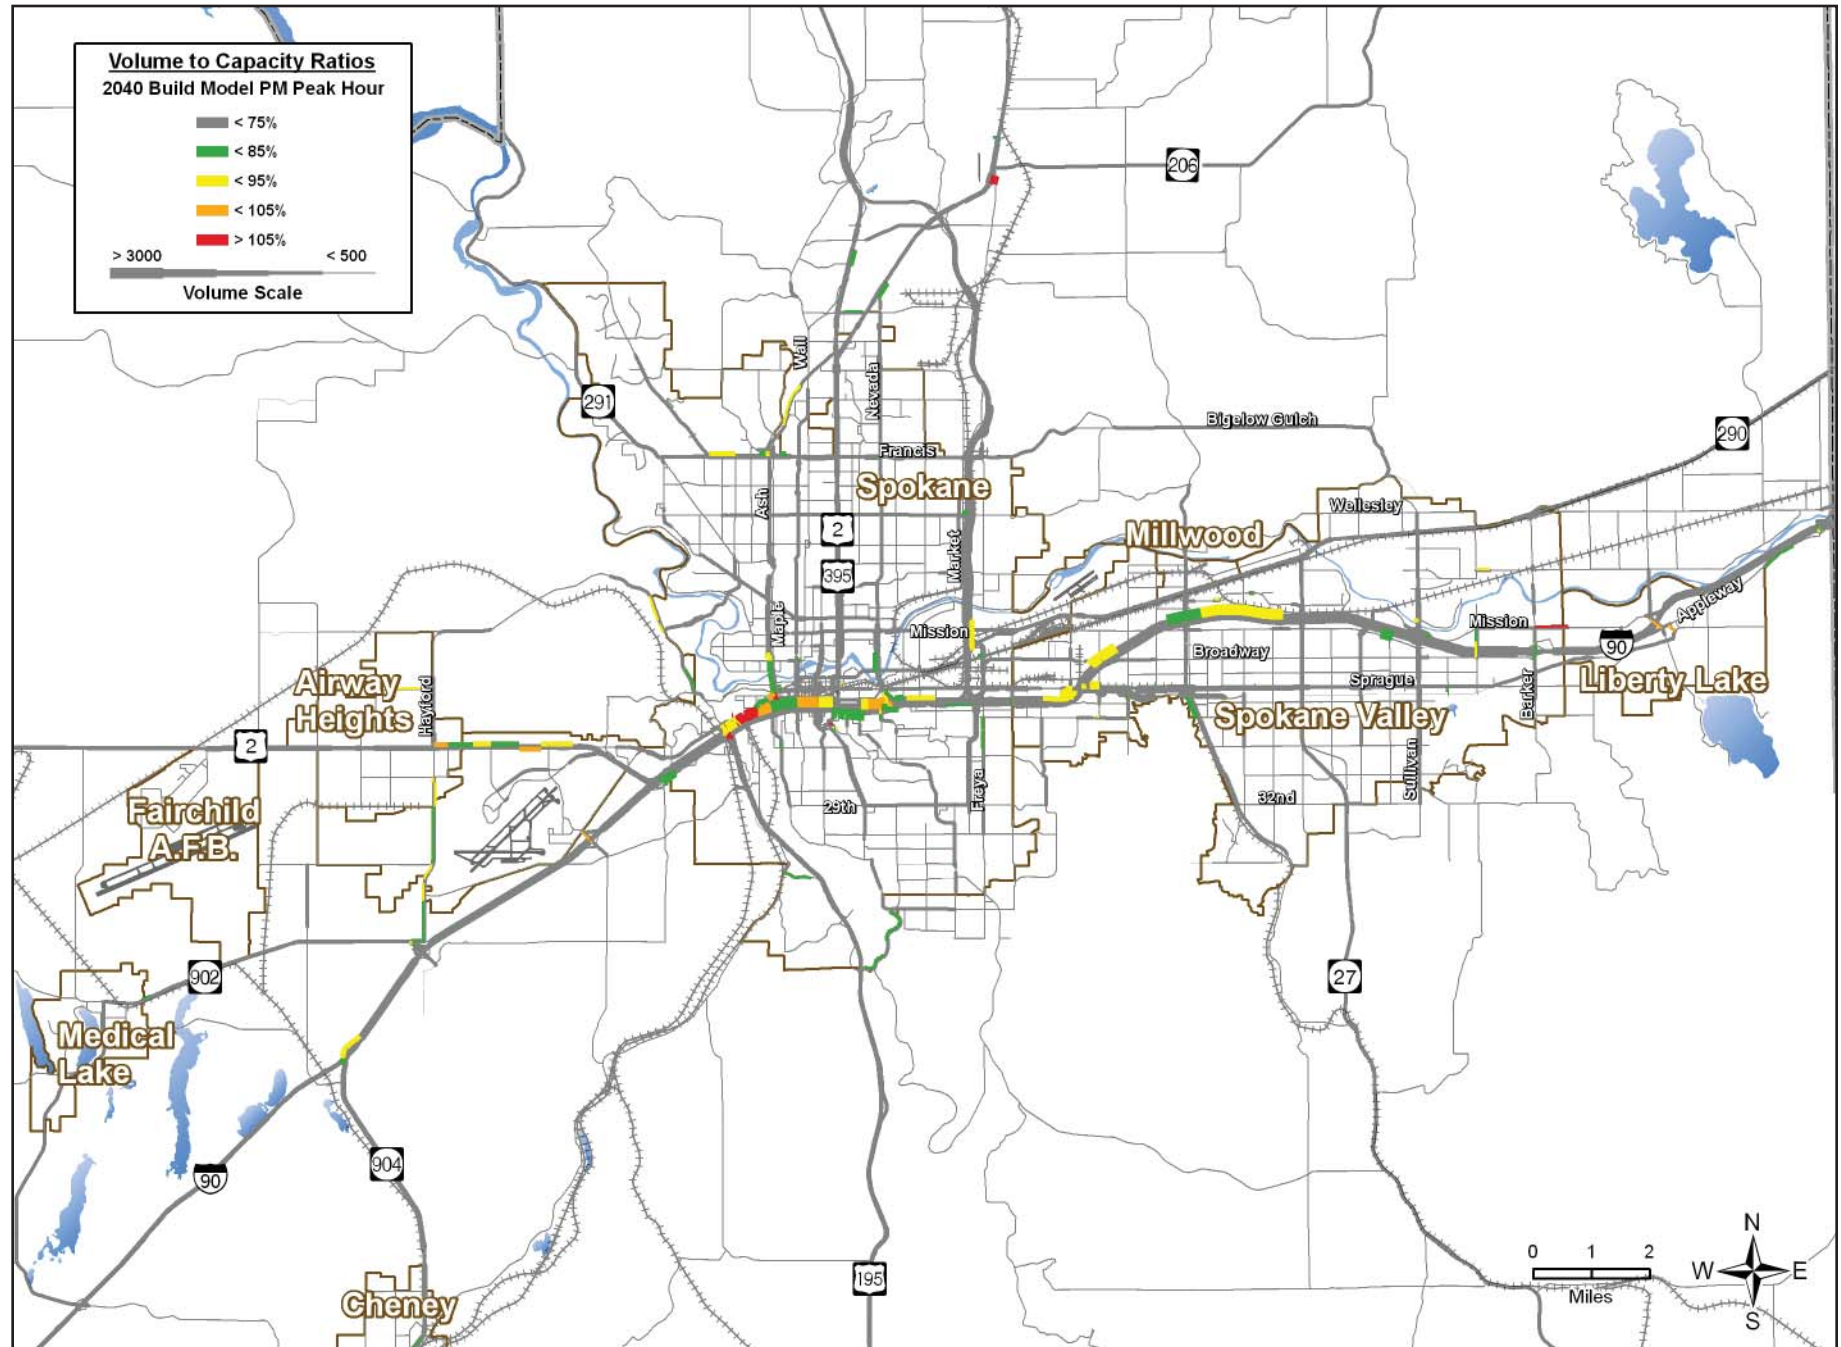 Volume to Capacity Ratios
2040 Build Model PM Peak Hour
< 75%
< 85%
< 95%
< 105%
> 105%
> 3000 < 500
Volume Scale
206
Wall
291
Nevada
Bigelow Gulch
290
Francis
Spokane
Ash
Wellesley
2
Millwood
Market
395
Appleway
Maple
Mission
Mission
90
Broadway
Sprague
Liberty Lake
Airway
Heights
Hayford
Barker
Spokane Valley
2
Sullivan
Freya
29th
32nd
Fairchild
A.F.B.
902
27
Medical
Lake
904
90
195
Cheney
N
W E
S
0 1 2
Miles